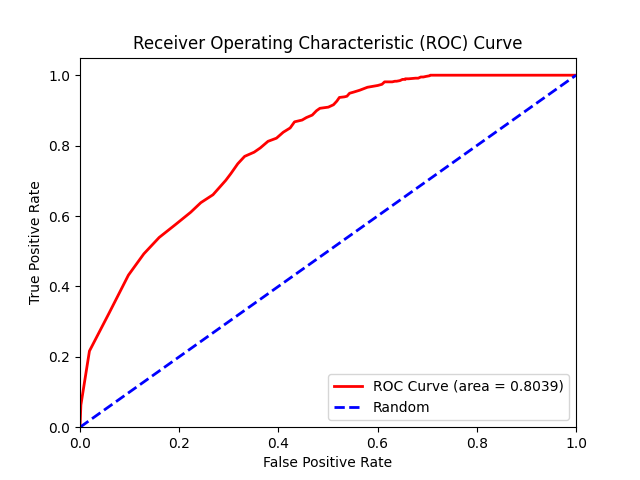 Receiver Operating Characteristic (ROC) Curve
1.0
0.8
0.6
0.4
0.2
0.0
True Positive Rate
ROC Curve (area = 0.8039)
Random
0.0 0.2 0.4 0.6 0.8 1.0
False Positive Rate